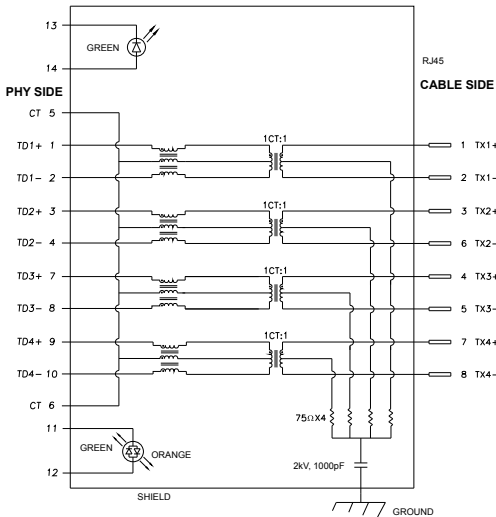 13
GREEN
14
RJ45
PHY SIDE
CABLE SIDE
CT 5
1CT:1
TD1+ 1
1 TX1+
TD1- 2
2 TX1-
1CT:1
TD2+ 3
3 TX2+
TD2- 4
6 TX2-
1CT:1
TD3+ 7
4 TX3+
TD3- 8
5 TX3-
1CT:1
TD4+ 9
7 TX4+
TD4- 10
8 TX4-
CT 6
75ΩX4
11
GREEN
ORANGE
2kV, 1000pF
12
SHIELD
GROUND